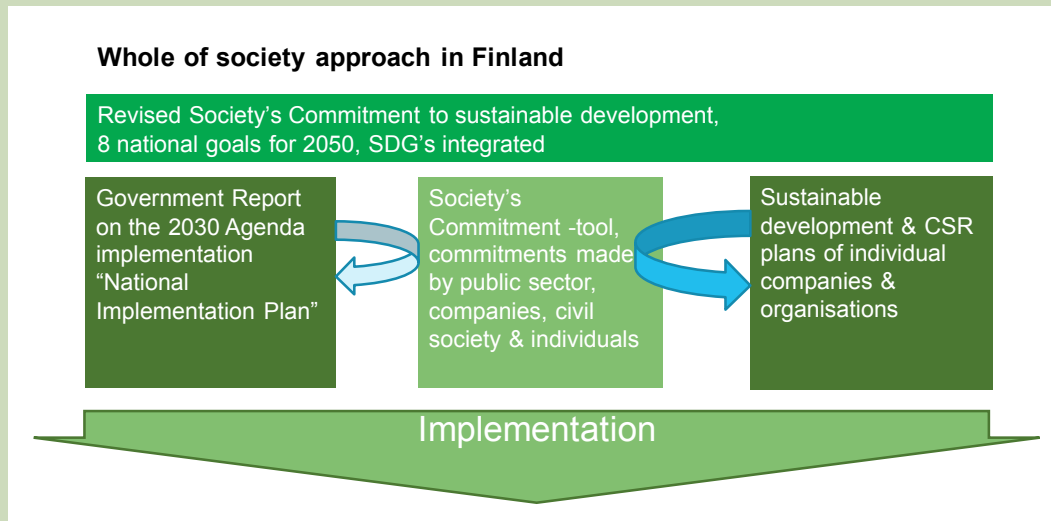 Whole of society approach in Finland
Revised Society’s Commitment to sustainable development,
8 national goals for 2050, SDG’s integrated
Government Report
on the 2030 Agenda
implementation
“National
Implementation Plan”
Society’s
Commitment -tool,
commitments made
by public sector,
companies, civil
society & individuals
Sustainable
development & CSR
plans of individual
companies &
organisations
Implementation